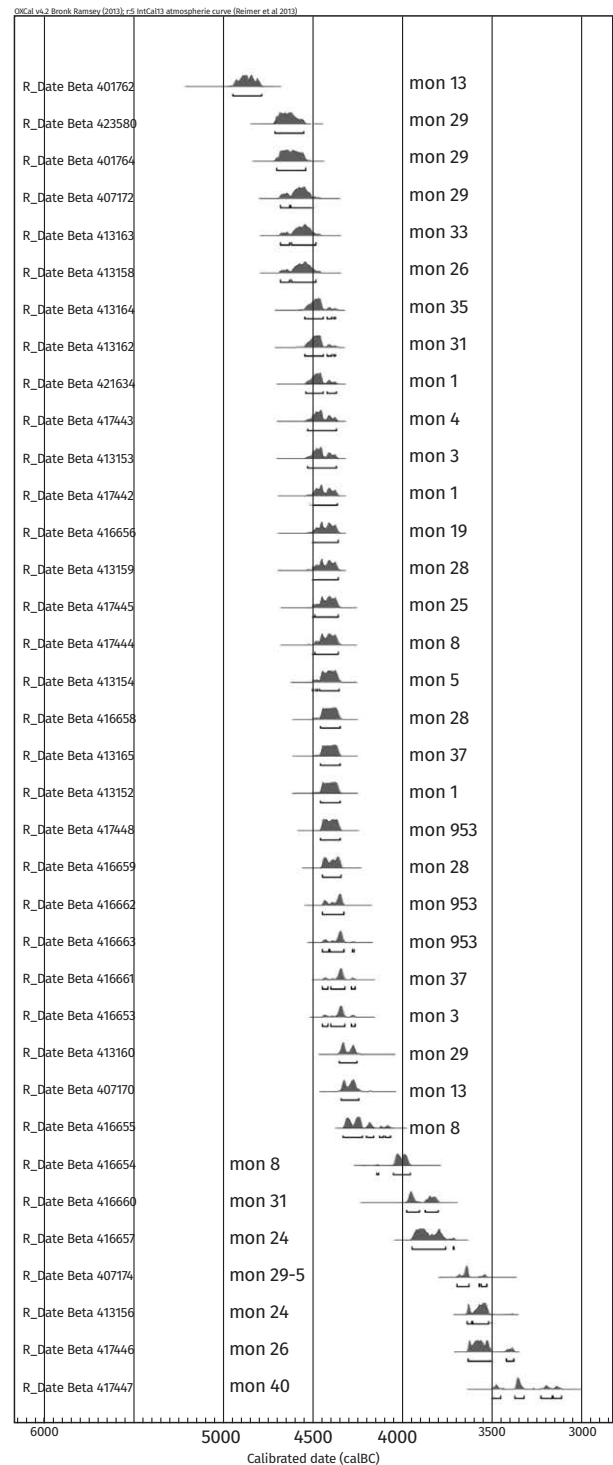 OXCal v4.2 Bronk Ramsey (2013); r:5 IntCal13 atmospherie curve (Reimer et al 2013)
R_Date Beta 401762 mon 13
R_Date Beta 423580 mon 29
R_Date Beta 401764 mon 29
R_Date Beta 407172 mon 29
R_Date Beta 413163 mon 33
R_Date Beta 413158 mon 26
R_Date Beta 413164 mon 35
R_Date Beta 413162 mon 31
R_Date Beta 421634 mon 1
R_Date Beta 417443 mon 4
R_Date Beta 413153 mon 3
R_Date Beta 417442 mon 1
R_Date Beta 416656 mon 19
R_Date Beta 413159 mon 28
R_Date Beta 417445 mon 25
R_Date Beta 417444 mon 8
R_Date Beta 413154 mon 5
R_Date Beta 416658 mon 28
R_Date Beta 413165 mon 37
R_Date Beta 413152 mon 1
R_Date Beta 417448 mon 953
R_Date Beta 416659 mon 28
R_Date Beta 416662 mon 953
R_Date Beta 416663 mon 953
R_Date Beta 416661 mon 37
R_Date Beta 416653 mon 3
R_Date Beta 413160 mon 29
R_Date Beta 407170 mon 13
R_Date Beta 416655 mon 8
R_Date Beta 416654 mon 8
R_Date Beta 416660 mon 31
R_Date Beta 416657 mon 24
R_Date Beta 407174 mon 29-5
R_Date Beta 413156 mon 24
R_Date Beta 417446 mon 26
R_Date Beta 417447 mon 40
6000 5000 4500 4000 3500 3000
Calibrated date (calBC)